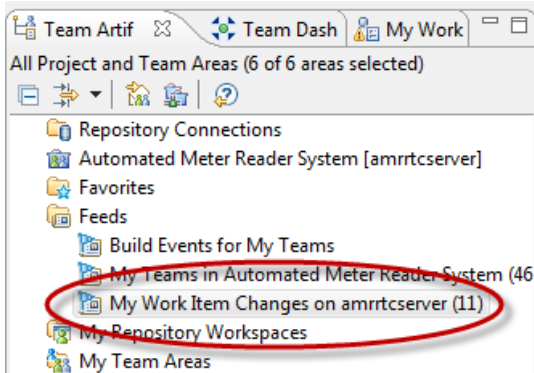 Team Artif Team Dash My Work
All Project and Team Areas (6 of 6 areas selected)
Repository Connections
Automated Meter Reader System [amrrtcserver]
Favorites
Feeds
Build Events for My Teams
My Teams in Automated Meter Reader System (46
My Work Item Changes on amrrtcserver (11)
My Repository Workspaces
My Team Areas